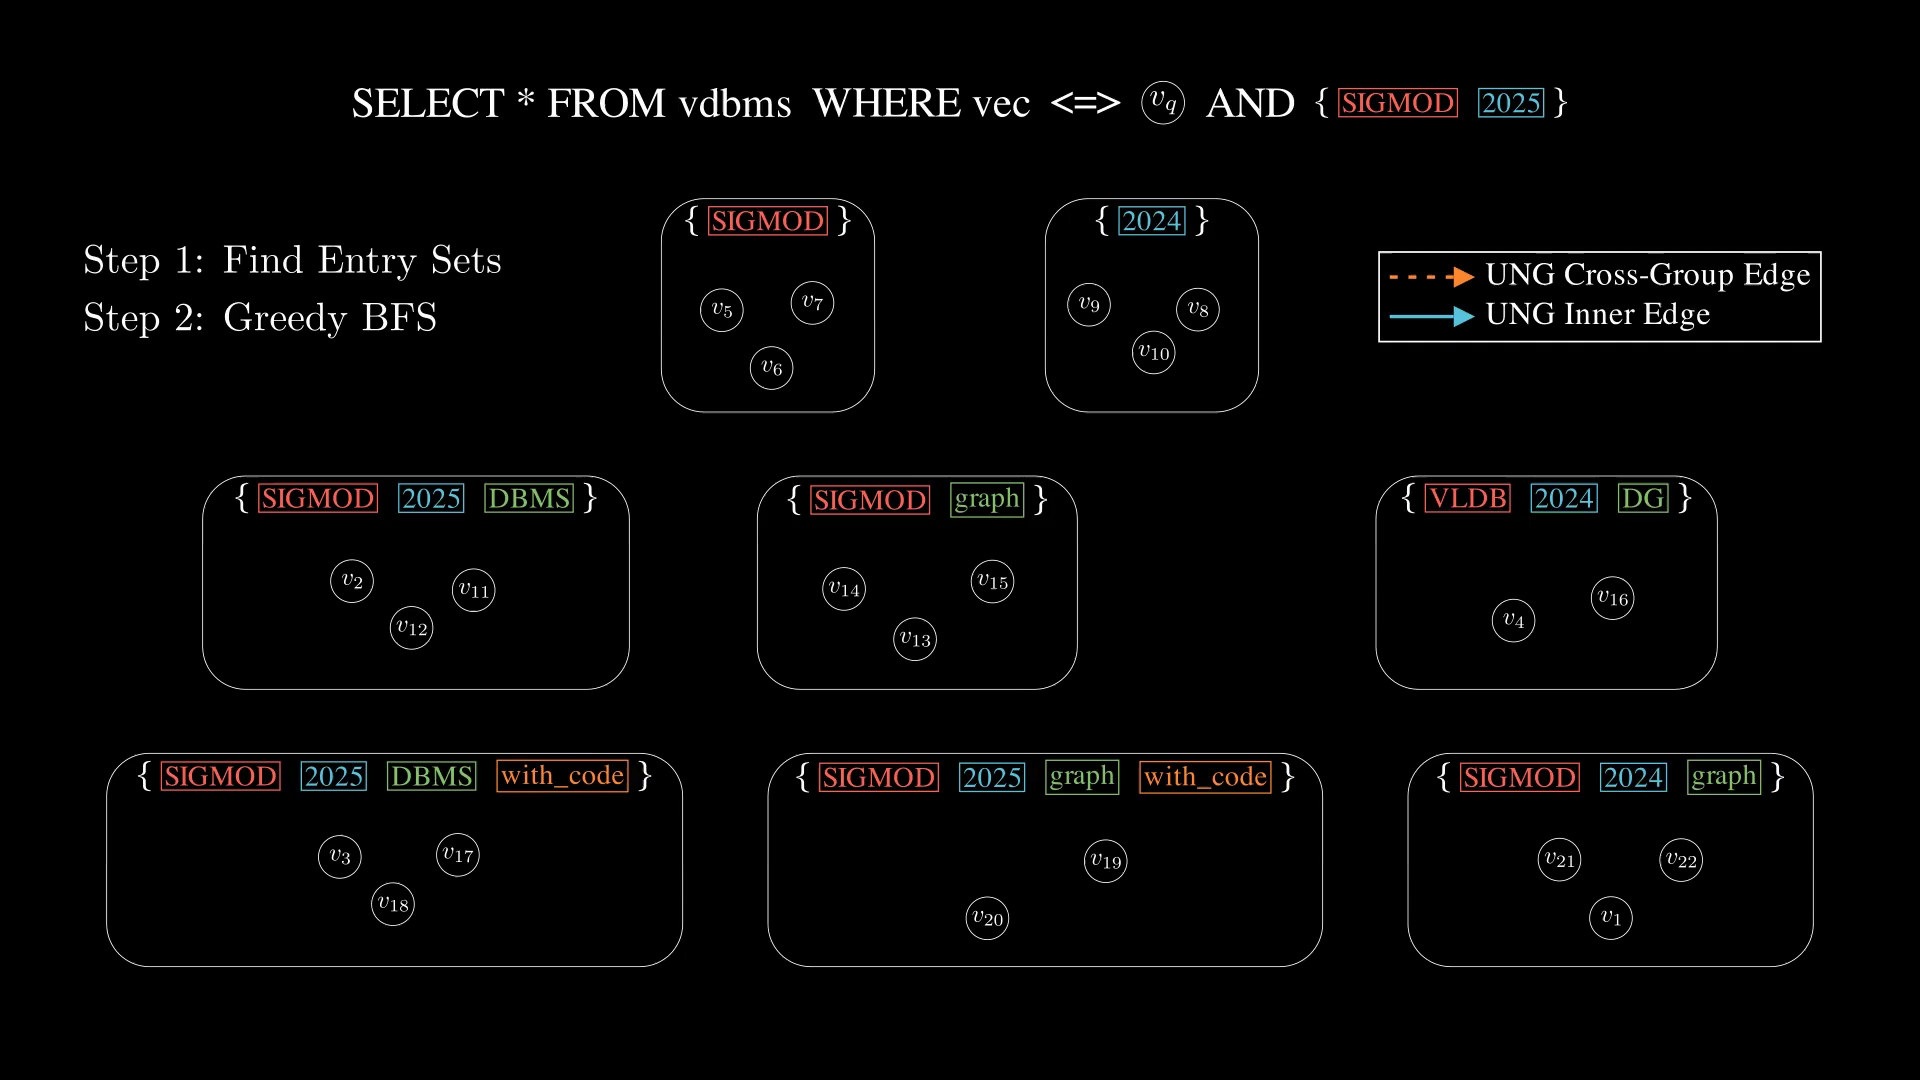 SELECT * FROM vdbms WHERE vec <=> v_q AND { SIGMOD 2025 }
Step 1: Find Entry Sets
Step 2: Greedy BFS
{ SIGMOD }
v5
v7
v6
{ 2024 }
v9
v8
v10
UNG Cross-Group Edge
UNG Inner Edge
{ SIGMOD 2025 DBMS }
v2
v11
v12
{ SIGMOD graph }
v14
v15
v13
{ VLDB 2024 DG }
v4
v16
{ SIGMOD 2025 DBMS with_code }
v3
v17
v18
{ SIGMOD 2025 graph with_code }
v19
v20
{ SIGMOD 2024 graph }
v21
v22
v1